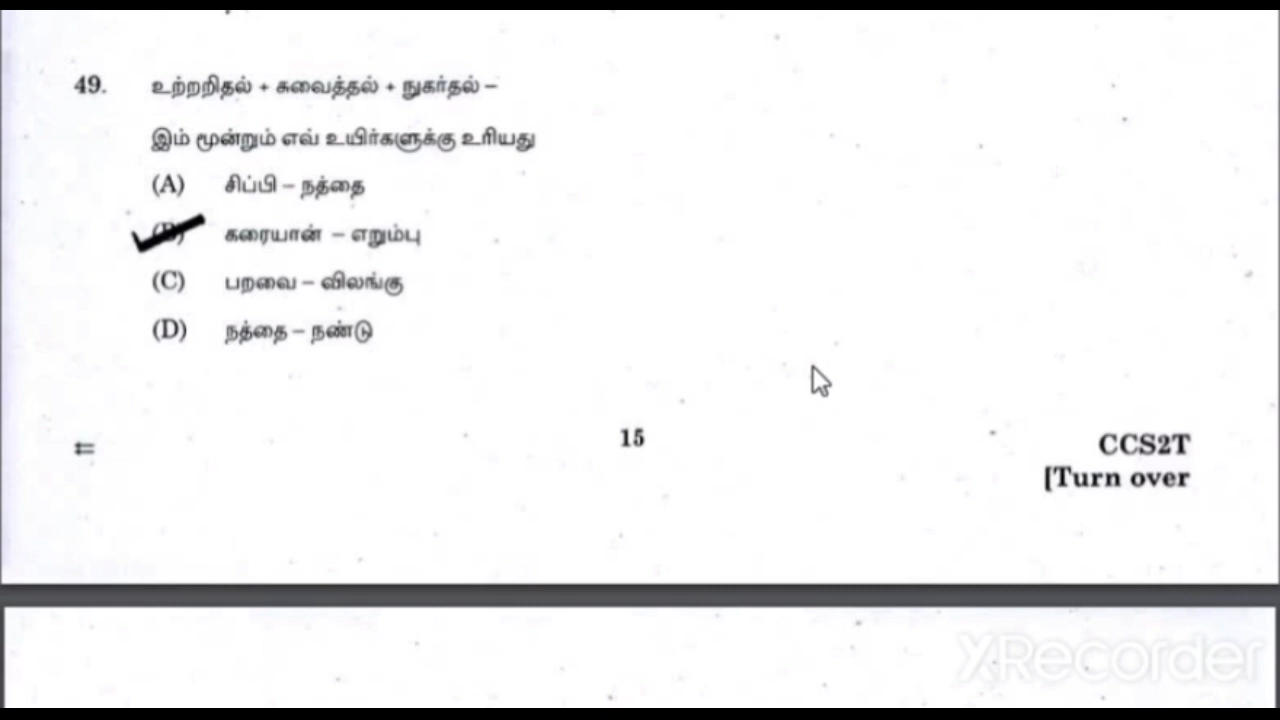 49. உற்றறிதல் + சுவைத்தல் + நுகர்தல் –
இம் மூன்றும் எவ் உயிர்களுக்கு உரியது
(A) சிப்பி – நத்தை
(B) கரையான் – எறும்பு
(C) பறவை – விலங்கு
(D) நத்தை – நண்டு
15
CCS2T
[Turn over
XRecorder